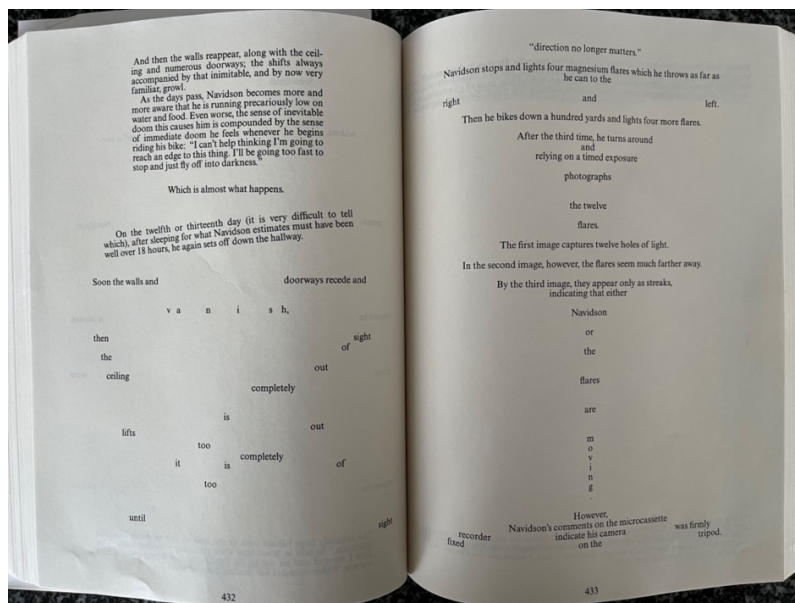 And then the walls reappear, along with the ceil-
ing and numerous doorways; the shifts always
accompanied by that inimitable, and by now very
familiar, growl.
As the days pass, Navidson becomes more and
more aware that he is running precariously low on
water and food. Even worse, the sense of inevitable
doom this causes him is compounded by the sense
of immediate doom he feels whenever he begins
riding his bike: "I can't help thinking I'm going to
reach an edge to this thing. I'll be going too fast to
stop and just fly off into darkness."
Which is almost what happens.
On the twelfth or thirteenth day (it is very difficult to tell
which), after sleeping for what Navidson estimates must have been
well over 18 hours, he again sets off down the hallway.
Soon the walls and doorways recede and
v a n i s h,
then sight
of
the
out
ceiling
completely
is
lifts out
too
it is completely of
too
until sight
432
"direction no longer matters."
Navidson stops and lights four magnesium flares which he throws as far as
he can to the
right and left.
Then he bikes down a hundred yards and lights four more flares.
After the third time, he turns around
and
relying on a timed exposure
photographs
the twelve
flares.
The first image captures twelve holes of light.
In the second image, however, the flares seem much farther away.
By the third image, they appear only as streaks,
indicating that either
Navidson
or
the
flares
are
m
o
v
i
n
g
.
However,
Navidson's comments on the microcassette
recorder indicate his camera was firmly
fixed on the tripod.
433